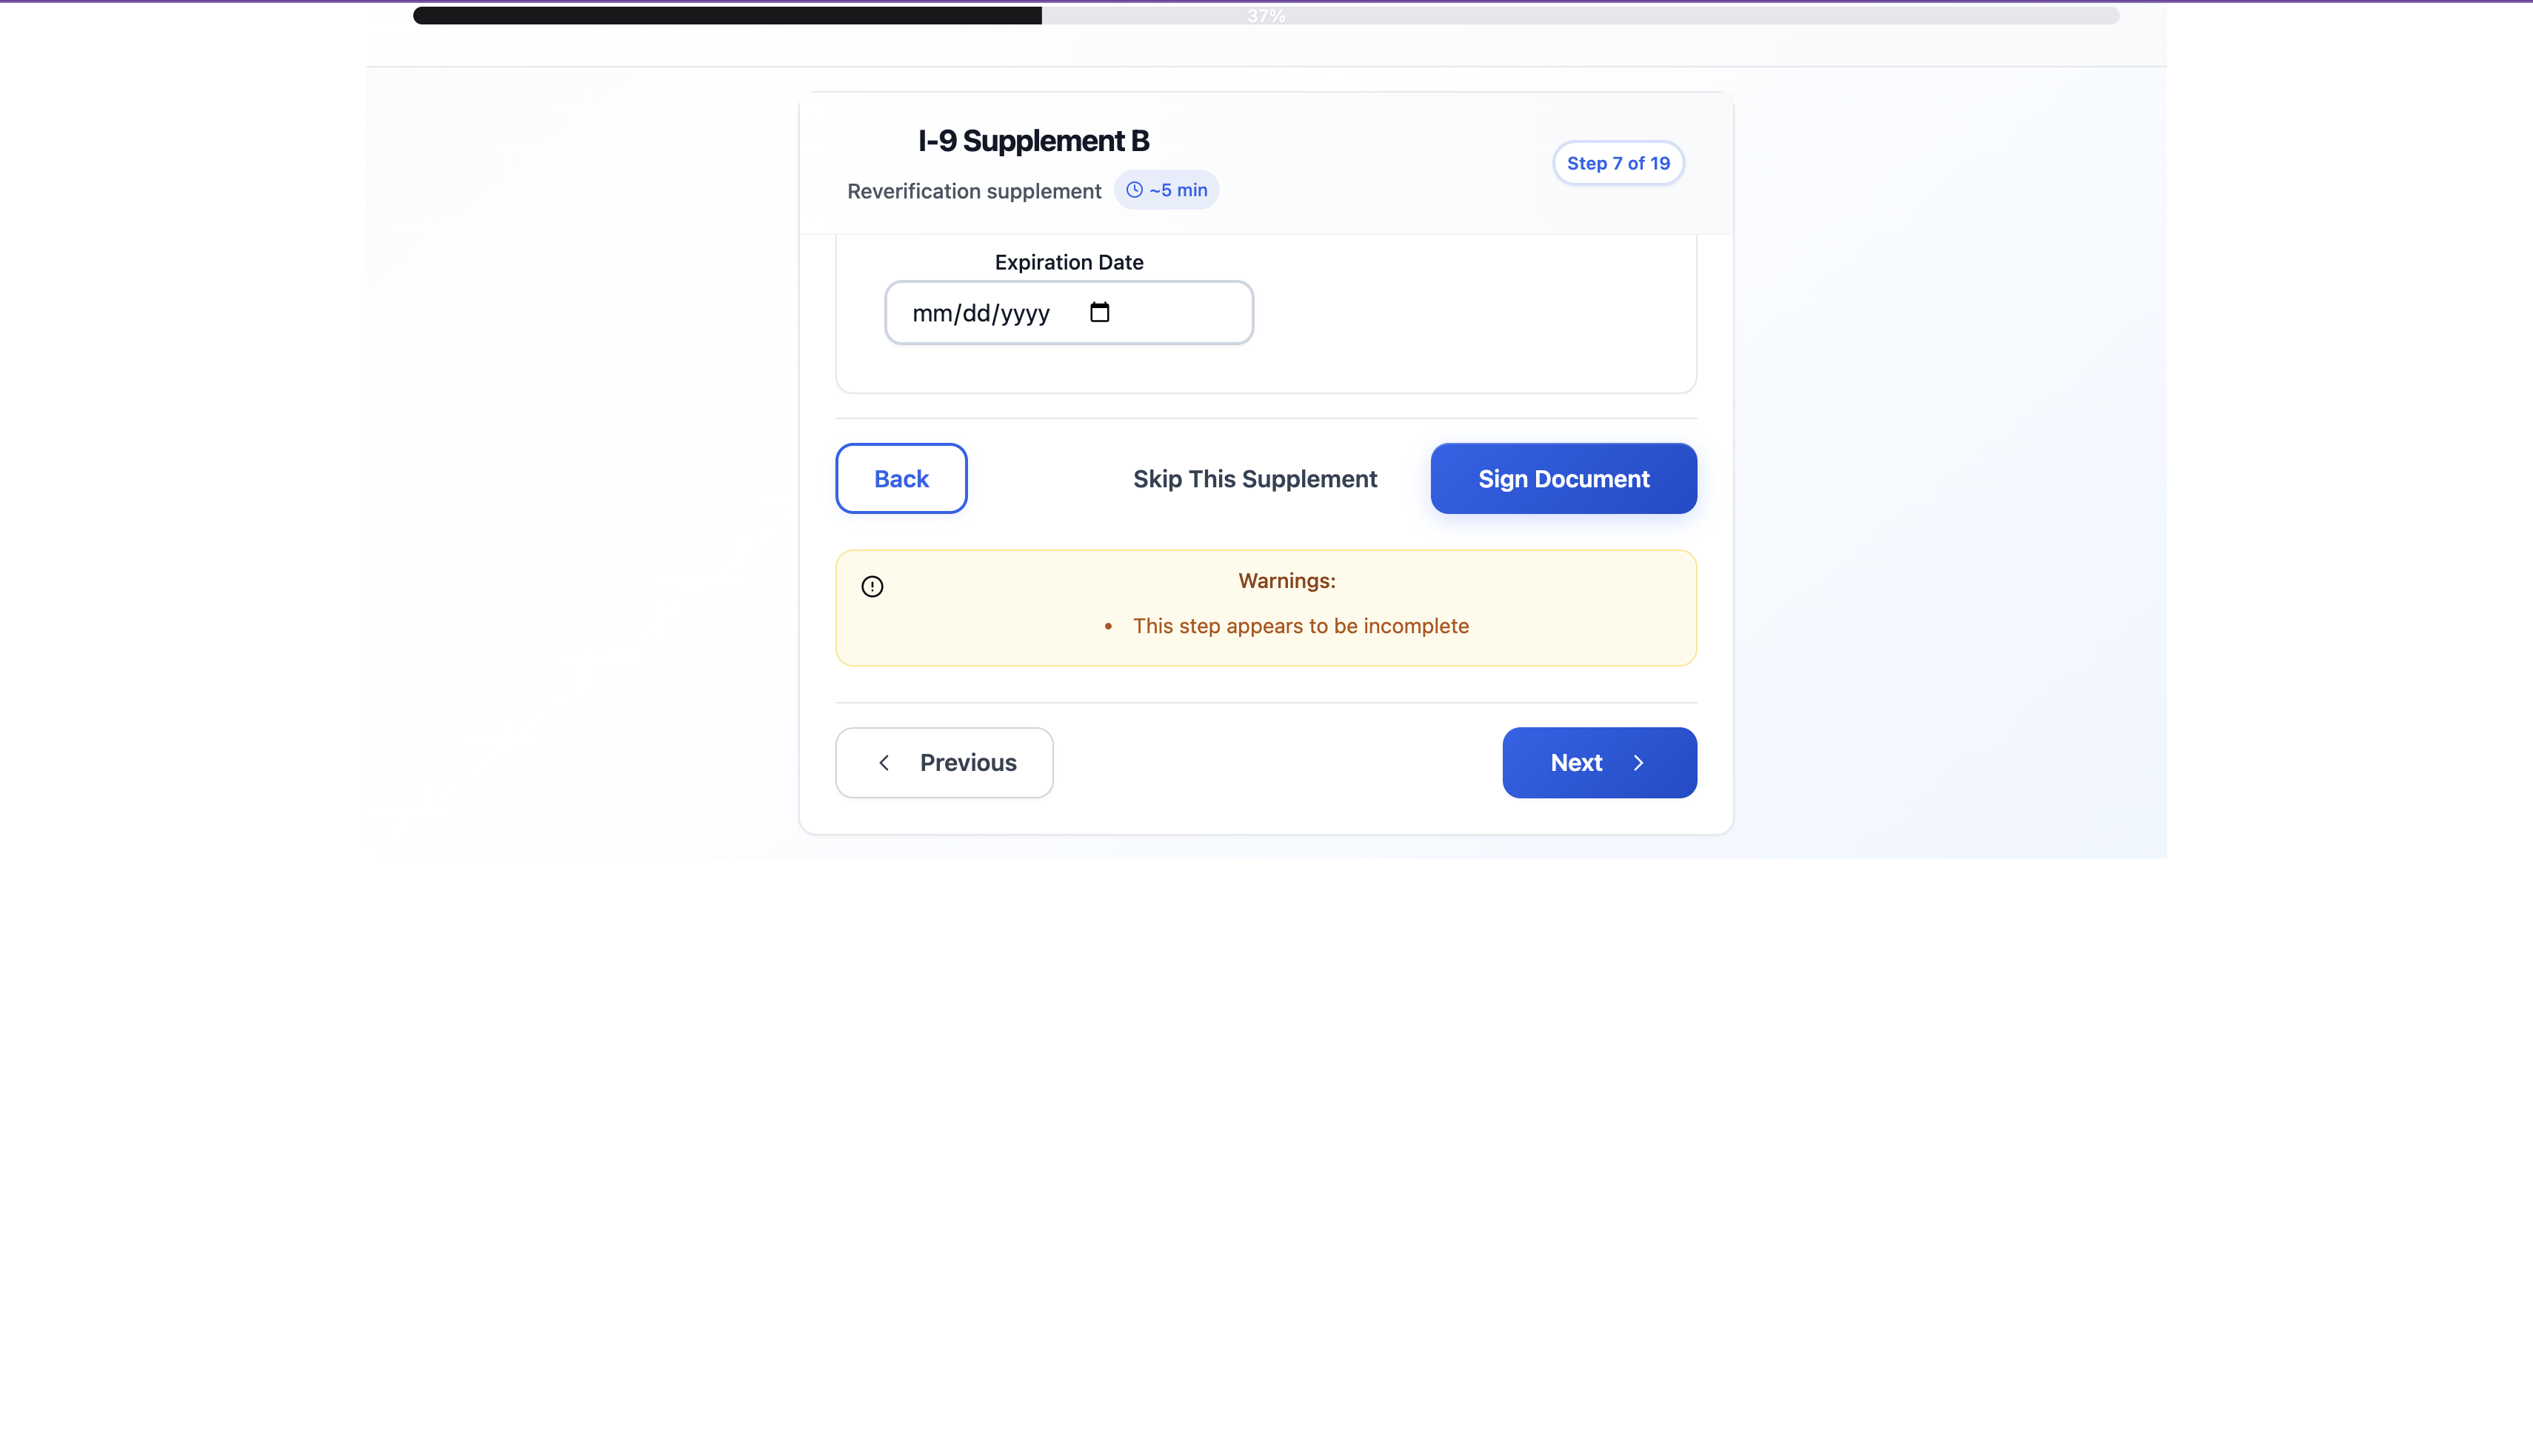 37%
I-9 Supplement B
Reverification supplement
~5 min
Step 7 of 19
Expiration Date
mm/dd/yyyy
Back
Skip This Supplement
Sign Document
Warnings:
• This step appears to be incomplete
Previous
Next